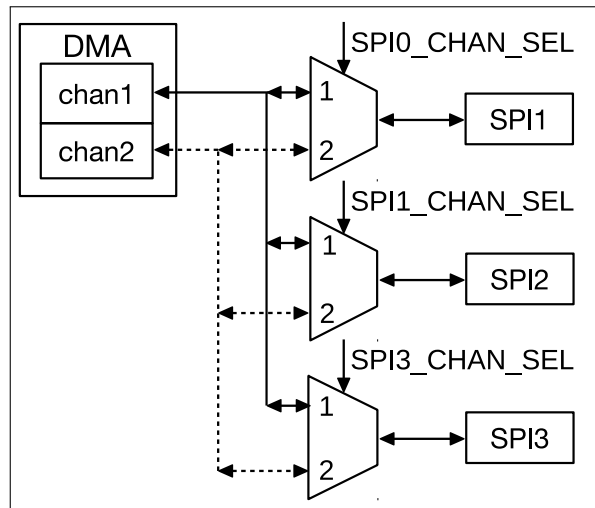 DMA
chan1
chan2
SPI0_CHAN_SEL
1
2
SPI1
SPI1_CHAN_SEL
1
2
SPI2
SPI3_CHAN_SEL
1
2
SPI3